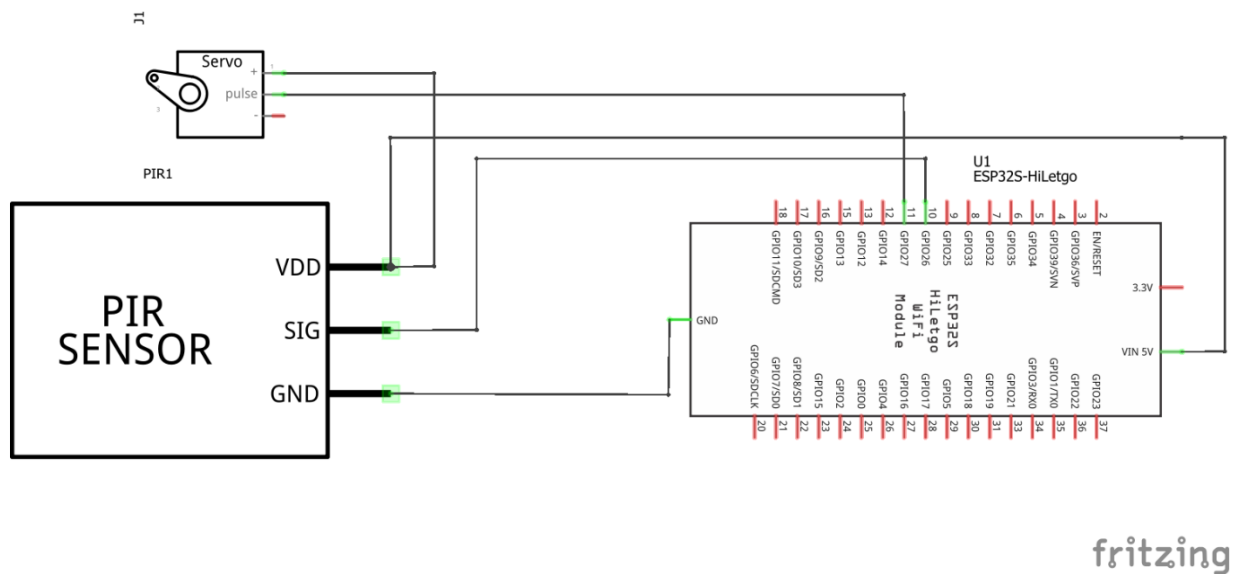 J1
Servo
+
1
pulse
3
-
PIR1
PIR
SENSOR
VDD
SIG
GND
U1
ESP32S-HiLetgo
18
17
16
15
13
12
11
10
9
8
7
6
5
4
3
2
GPIO11/SDCMD
GPIO10/SD3
GPIO9/SD2
GPIO13
GPIO12
GPIO14
GPIO27
GPIO26
GPIO25
GPIO33
GPIO32
GPIO35
GPIO34
GPIO39/SVN
GPIO36/SVP
EN/RESET
3.3V
GND
ESP32S
HiLetgo
WiFi
Module
VIN 5V
GPIO6/SDCLK
GPIO7/SD0
GPIO8/SD1
GPIO15
GPIO2
GPIO0
GPIO4
GPIO16
GPIO17
GPIO5
GPIO18
GPIO19
GPIO21
GPIO3/RX0
GPIO1/TX0
GPIO22
GPIO23
20
21
22
23
24
25
26
27
28
29
30
31
33
34
35
36
37
fritzing